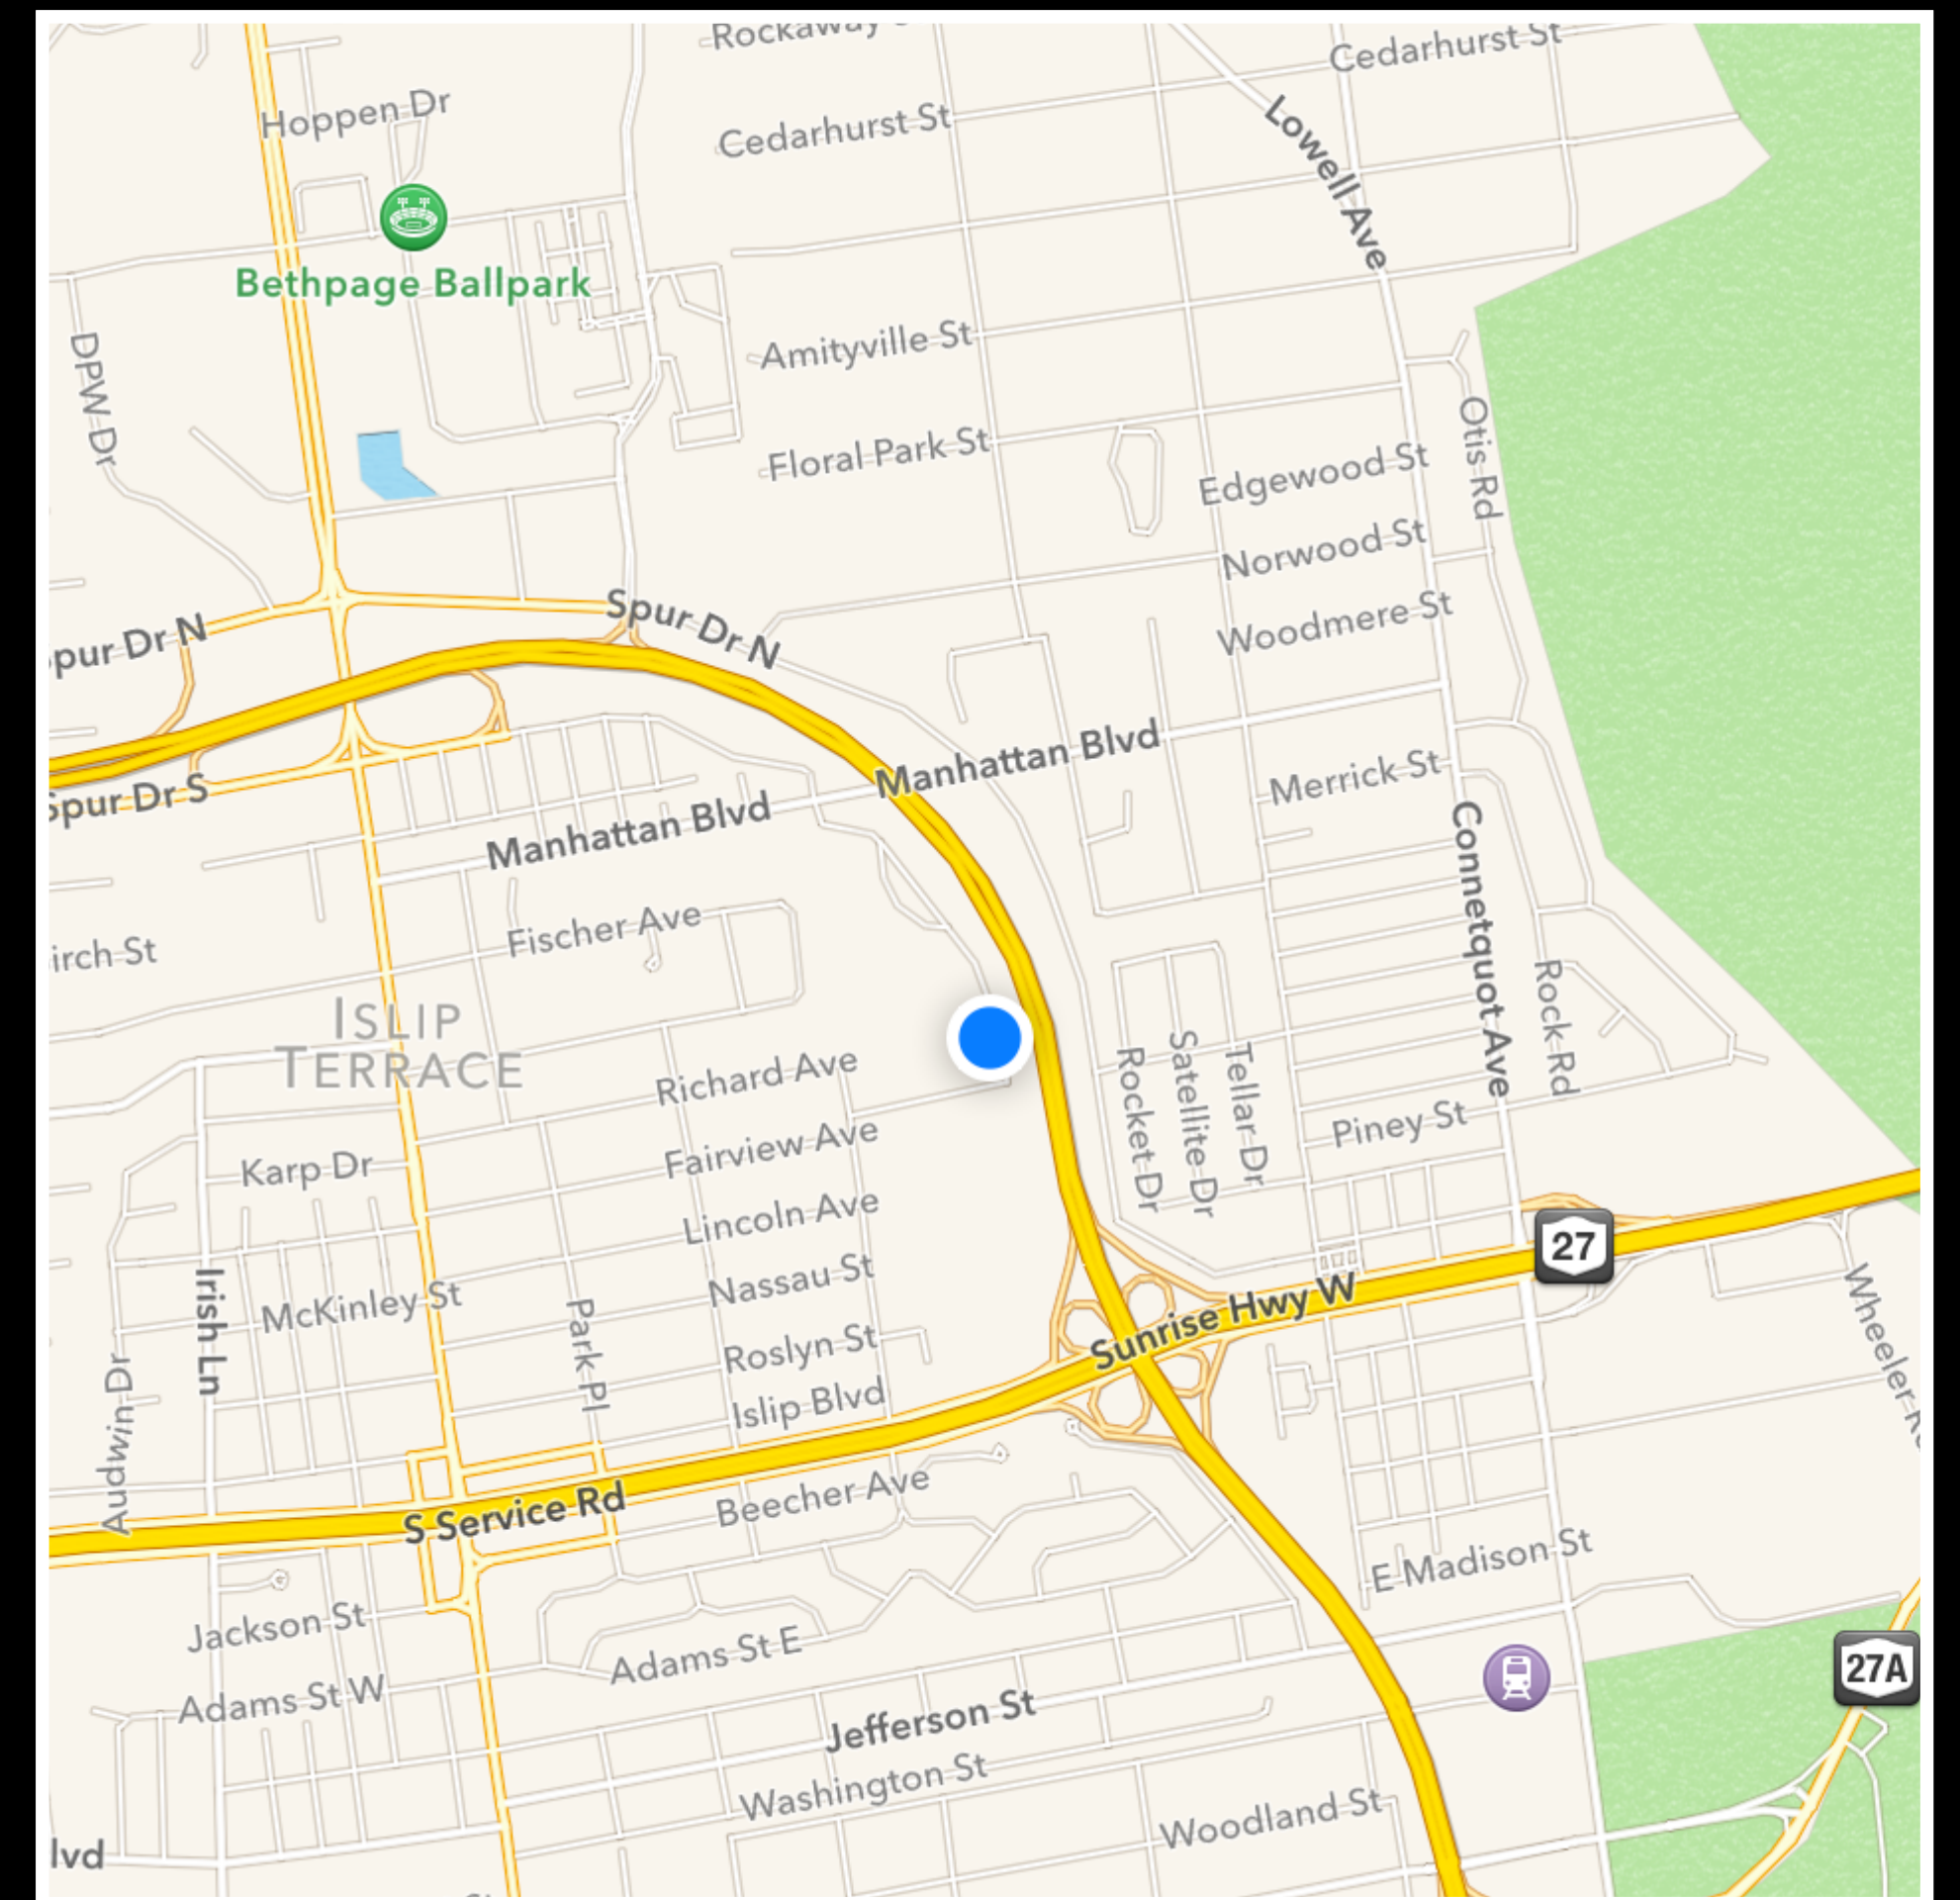 Rockaway
Cedarhurst St
Hoppen Dr
Cedarhurst St
Lowell Ave
Bethpage Ballpark
DPW Dr
Amityville St
Floral Park St
Edgewood St
Otis Rd
Norwood St
Spur Dr N
pur Dr N
Woodmere St
Manhattan Blvd
Spur Dr S
Merrick St
Manhattan Blvd
Connetquot Ave
Fischer Ave
irch St
ISLIP
TERRACE
Rock Rd
Richard Ave
Rocket Dr
Satellite Dr
Tellar Dr
Piney St
Fairview Ave
Karp Dr
Lincoln Ave
27
Nassau St
Irish Ln
McKinley St
Park Pl
Sunrise Hwy W
Wheeler R
Roslyn St
Audwin Dr
Islip Blvd
S Service Rd
Beecher Ave
E Madison St
Jackson St
Adams St E
27A
Adams St W
Jefferson St
Washington St
Woodland St
lvd